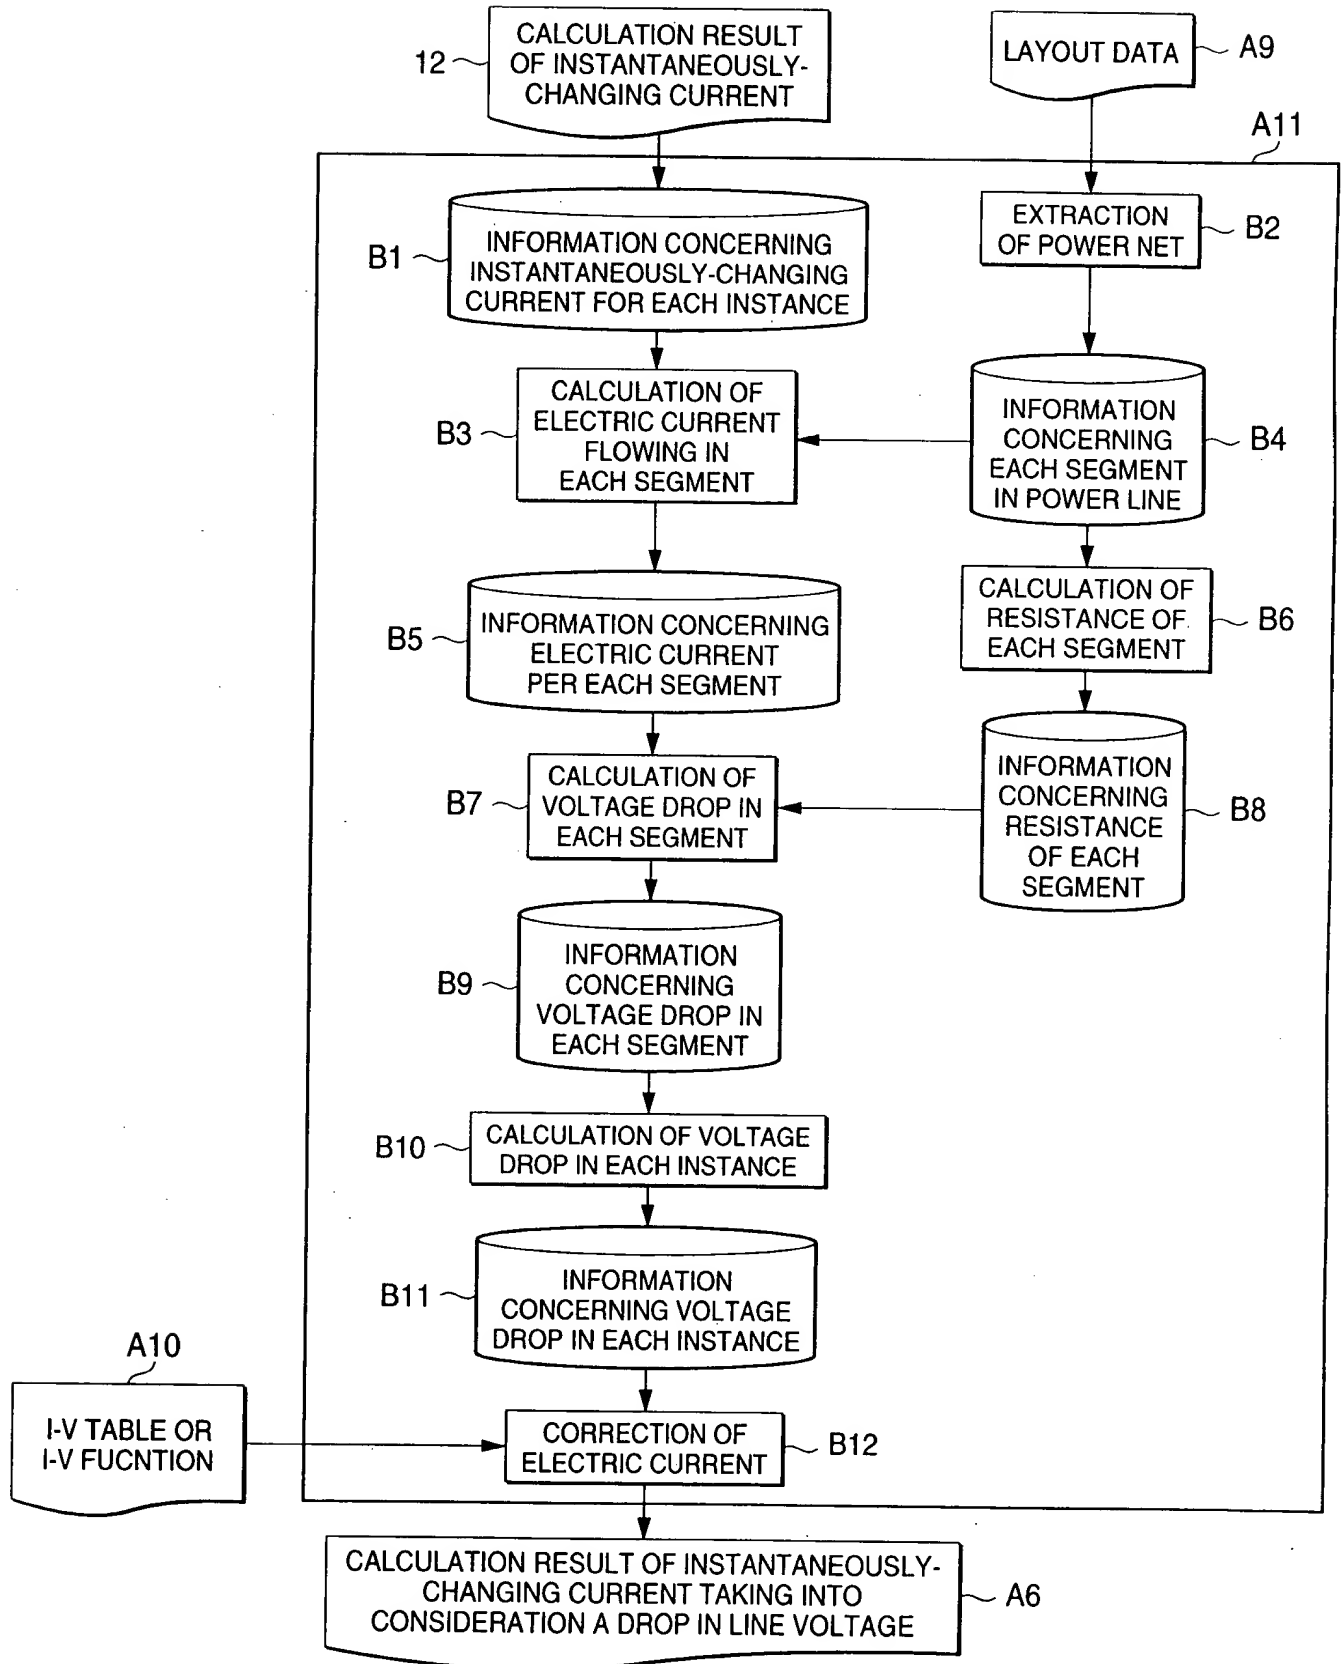 CALCULATION RESULT
OF INSTANTANEOUSLY-
CHANGING CURRENT
12
LAYOUT DATA
A9
A11
INFORMATION CONCERNING
INSTANTANEOUSLY-CHANGING
CURRENT FOR EACH INSTANCE
B1
EXTRACTION
OF POWER NET
B2
CALCULATION OF
ELECTRIC CURRENT
FLOWING IN
EACH SEGMENT
B3
INFORMATION
CONCERNING
EACH SEGMENT
IN POWER LINE
B4
INFORMATION CONCERNING
ELECTRIC CURRENT
PER EACH SEGMENT
B5
CALCULATION OF
RESISTANCE OF
EACH SEGMENT
B6
CALCULATION OF
VOLTAGE DROP IN
EACH SEGMENT
B7
INFORMATION
CONCERNING
RESISTANCE
OF EACH
SEGMENT
B8
INFORMATION
CONCERNING
VOLTAGE DROP IN
EACH SEGMENT
B9
CALCULATION OF VOLTAGE
DROP IN EACH INSTANCE
B10
INFORMATION
CONCERNING VOLTAGE
DROP IN EACH INSTANCE
B11
A10
I-V TABLE OR
I-V FUCNTION
CORRECTION OF
ELECTRIC CURRENT
B12
CALCULATION RESULT OF INSTANTANEOUSLY-
CHANGING CURRENT TAKING INTO
CONSIDERATION A DROP IN LINE VOLTAGE
A6